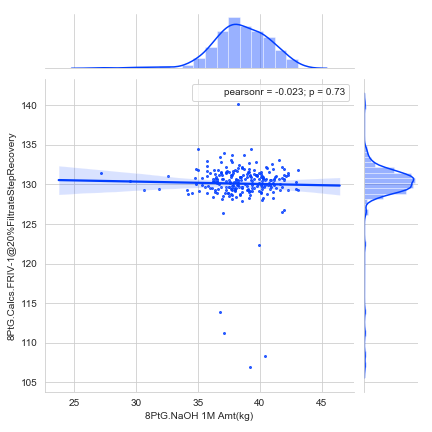 pearsonr = -0.023; p = 0.73
140
135
130
125
120
115
110
105
8PtG.Calcs.FRIV-1@20%FiltrateStepRecovery
25 30 35 40 45
8PtG.NaOH 1M Amt(kg)